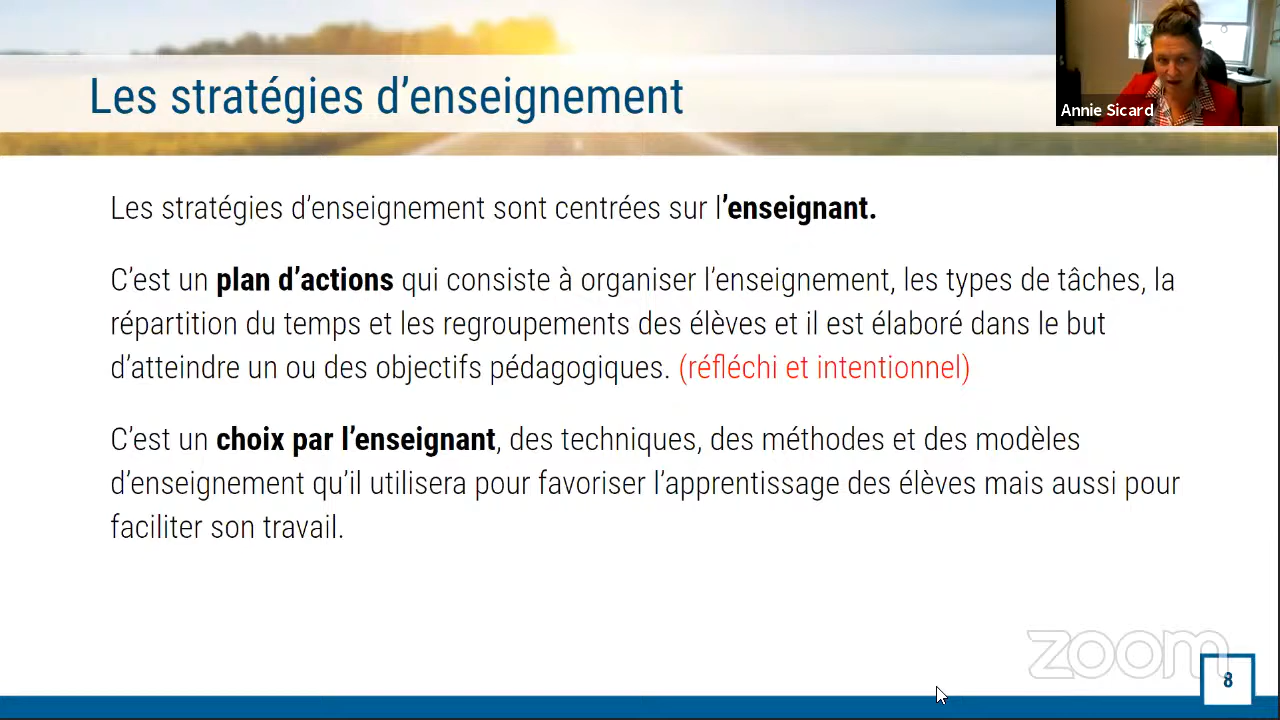 Les stratégies d’enseignement
Annie Sicard
Les stratégies d’enseignement sont centrées sur l’enseignant.
C’est un plan d’actions qui consiste à organiser l’enseignement, les types de tâches, la
répartition du temps et les regroupements des élèves et il est élaboré dans le but
d’atteindre un ou des objectifs pédagogiques. (réfléchi et intentionnel)
C’est un choix par l’enseignant, des techniques, des méthodes et des modèles
d’enseignement qu’il utilisera pour favoriser l’apprentissage des élèves mais aussi pour
faciliter son travail.
zoom
8